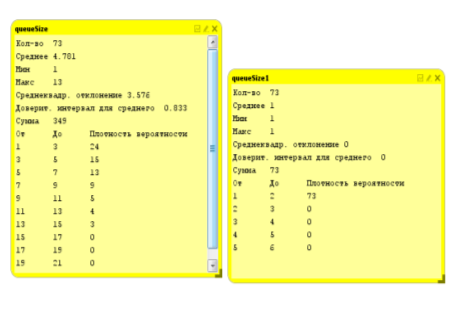 queueSize
Кол-во 73
Среднее 4.781
Мин 1
Макс 13
Среднеквадр. отклонение 3.576
Доверит. интервал для среднего 0.833
Сумма 349
От До Плотность вероятности
1 3 24
3 5 15
5 7 13
7 9 9
9 11 5
11 13 4
13 15 3
15 17 0
17 19 0
19 21 0
queueSize1
Кол-во 73
Среднее 1
Мин 1
Макс 1
Среднеквадр. отклонение 0
Доверит. интервал для среднего 0
Сумма 73
От До Плотность вероятности
1 2 73
2 3 0
3 4 0
4 5 0
5 6 0